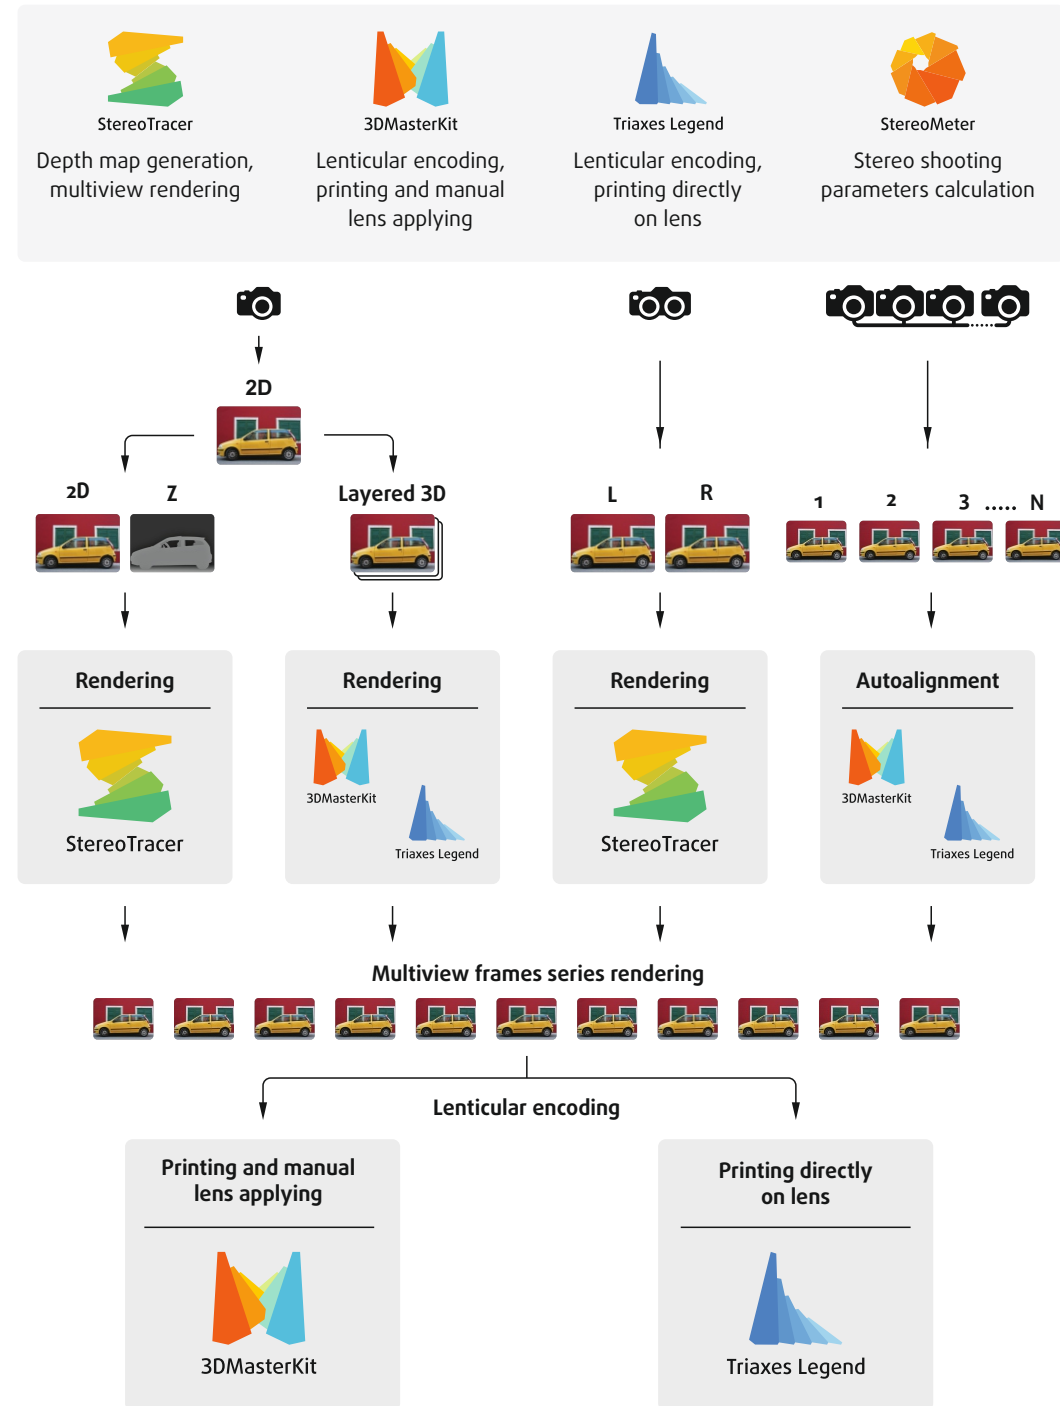 StereoTracer
Depth map generation,
multiview rendering
3DMasterKit
Lenticular encoding,
printing and manual
lens applying
Triaxes Legend
Lenticular encoding,
printing directly
on lens
StereoMeter
Stereo shooting
parameters calculation
2D
2D
Z
Layered 3D
L
R
1
2
3 ..... N
Rendering
StereoTracer
Rendering
3DMasterKit
Triaxes Legend
Rendering
StereoTracer
Autoalignment
3DMasterKit
Triaxes Legend
Multiview frames series rendering
Lenticular encoding
Printing and manual
lens applying
3DMasterKit
Printing directly
on lens
Triaxes Legend